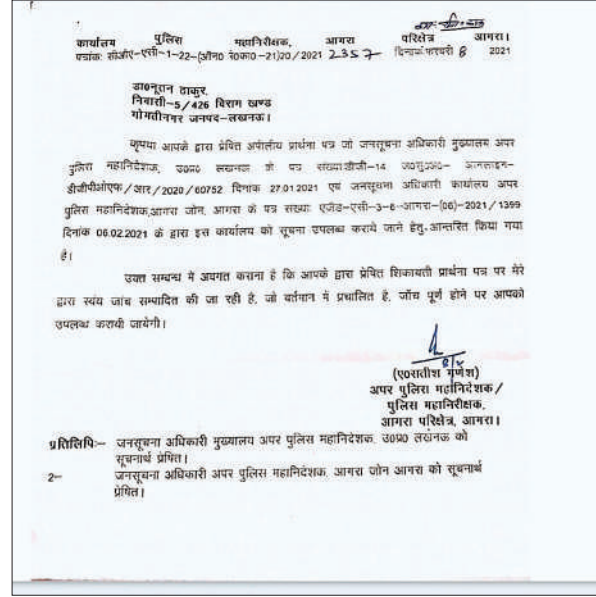 कार्यालय पुलिस महानिरीक्षक, आगरा परिक्षेत्र आगरा।
पत्रांकः सीओए-एसी-1-22-(ऑन0 शि0का0-21)20/2021 2357 दिनांक फरवरी 8 2021
डा0नूतन ठाकुर,
निवासी-5/426 विराम खण्ड
गोमतीनगर जनपद-लखनऊ।
कृपया आपके द्वारा प्रेषित अपीलीय प्रार्थना पत्र जो जनसूचना अधिकारी मुख्यालय अपर
पुलिस महानिदेशक, उ0प्र0 लखनऊ के पत्र संख्याःडीजी-14 ज0सू0प्र0- आनलाइन-
डीजीपीओएफ/आर/2020/60752 दिनांक 27.01.2021 एवं जनसूचना अधिकारी कार्यालय अपर
पुलिस महानिदेशक,आगरा जोन, आगरा के पत्र संख्याः एजेड-एसी-3-6-आगरा-(06)-2021/1399
दिनांक 06.02.2021 के द्वारा इस कार्यालय को सूचना उपलब्ध कराये जाने हेतु आन्तरित किया गया
है।
उक्त सम्बन्ध में अवगत कराना है कि आपके द्वारा प्रेषित शिकायती प्रार्थना पत्र पर मेरे
द्वारा स्वंय जांच सम्पादित की जा रही है, जो वर्तमान में प्रचालित है, जाँच पूर्ण होने पर आपको
उपलब्ध करायी जायेगी।
(ए0सतीश गणेश)
अपर पुलिस महानिदेशक/
पुलिस महानिरीक्षक,
आगरा परिक्षेत्र, आगरा।
प्रतिलिपिः- जनसूचना अधिकारी मुख्यालय अपर पुलिस महानिदेशक, उ0प्र0 लखनऊ को
सूचनार्थ प्रेषित।
2- जनसूचना अधिकारी अपर पुलिस महानिदेशक, आगरा जोन आगरा को सूचनार्थ
प्रेषित।